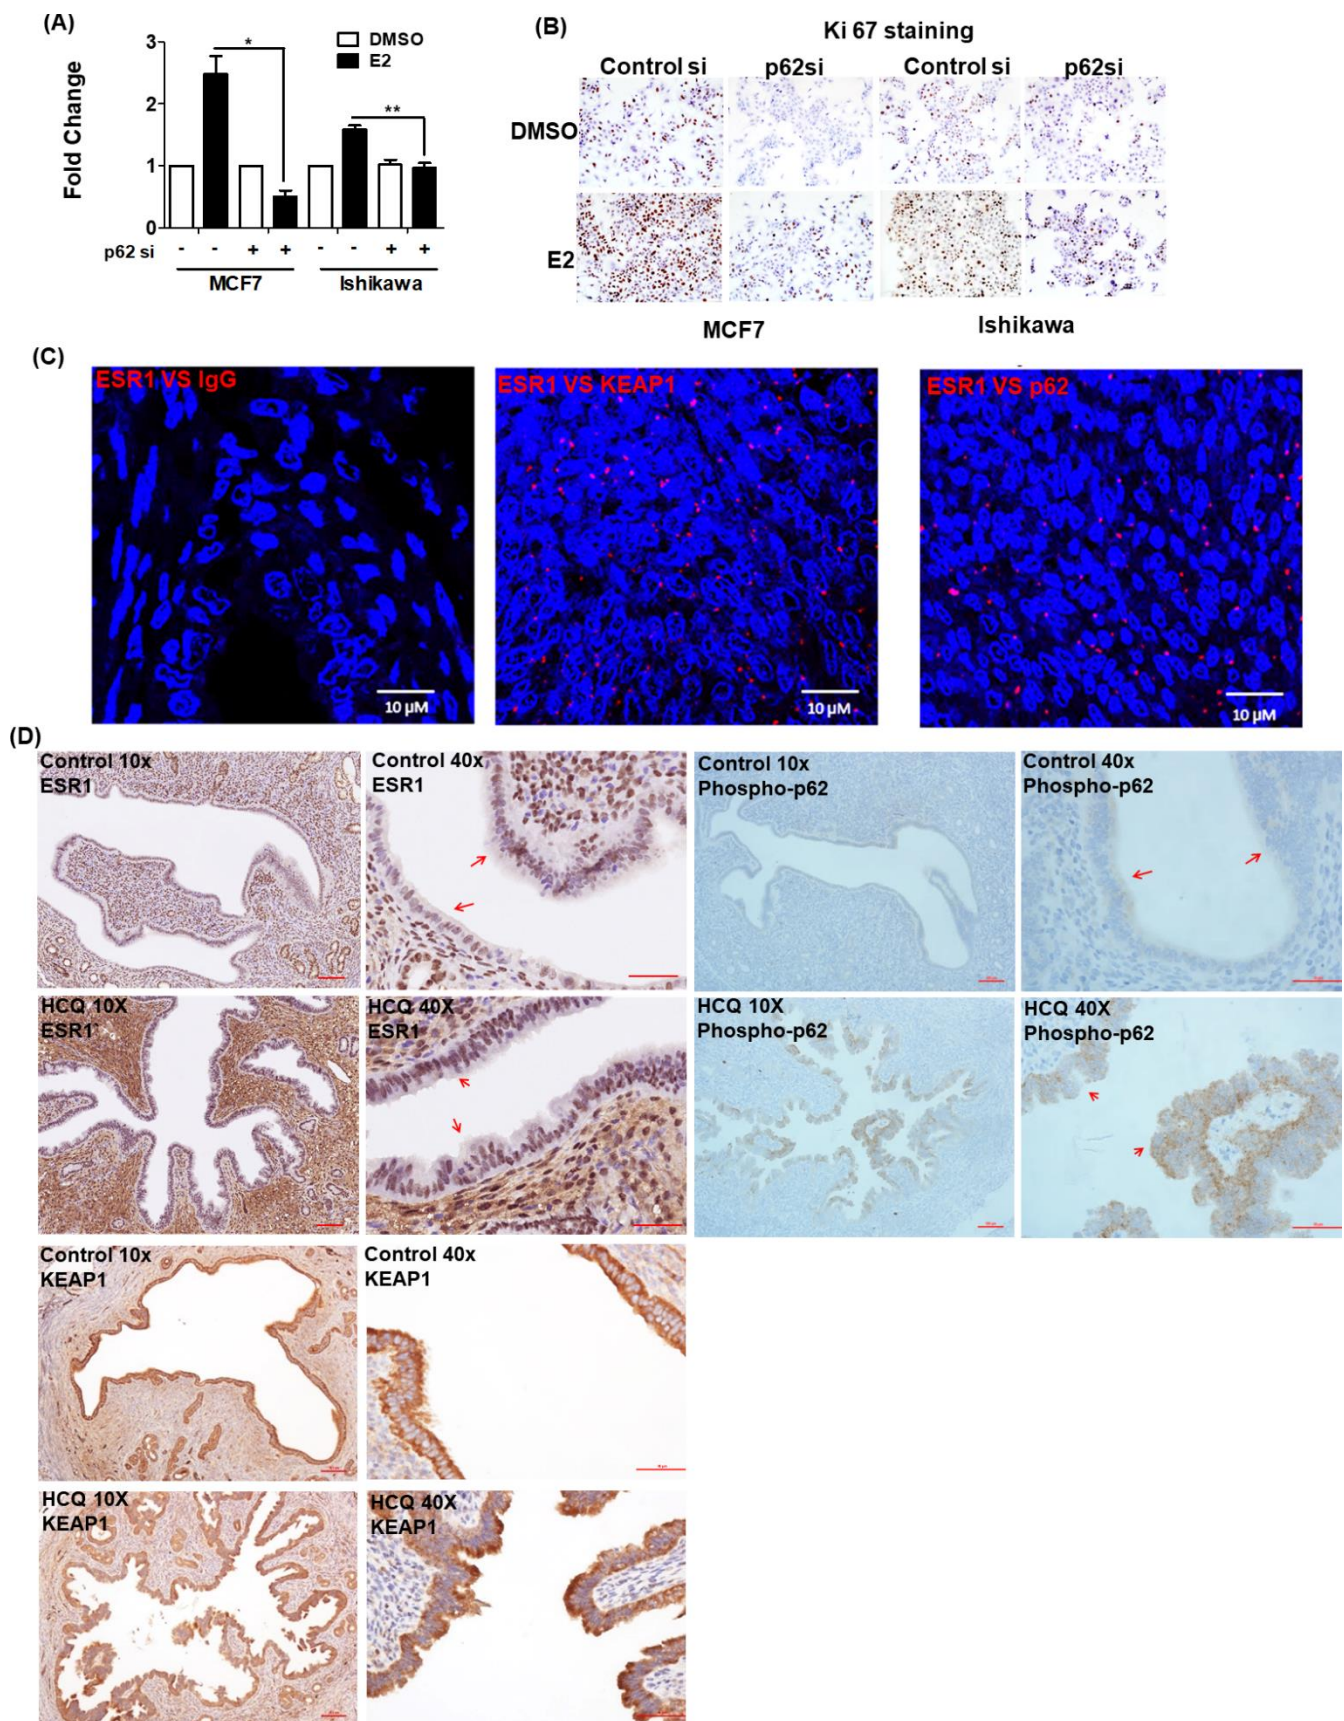 (A)
3
2
1
0
Fold Change
DMSO
E2
*
**
p62 si
- - + + - - + +
MCF7 Ishikawa
(B)
Ki 67 staining
Control si p62si Control si p62si
DMSO
E2
MCF7 Ishikawa
(C)
ESR1 VS IgG
10 µM
ESR1 VS KEAP1
10 µM
ESR1 VS p62
10 µM
(D)
Control 10x
ESR1
Control 40x
ESR1
Control 10x
Phospho-p62
Control 40x
Phospho-p62
HCQ 10X
ESR1
HCQ 40X
ESR1
HCQ 10X
Phospho-p62
HCQ 40X
Phospho-p62
Control 10x
KEAP1
Control 40x
KEAP1
HCQ 10X
KEAP1
HCQ 40X
KEAP1